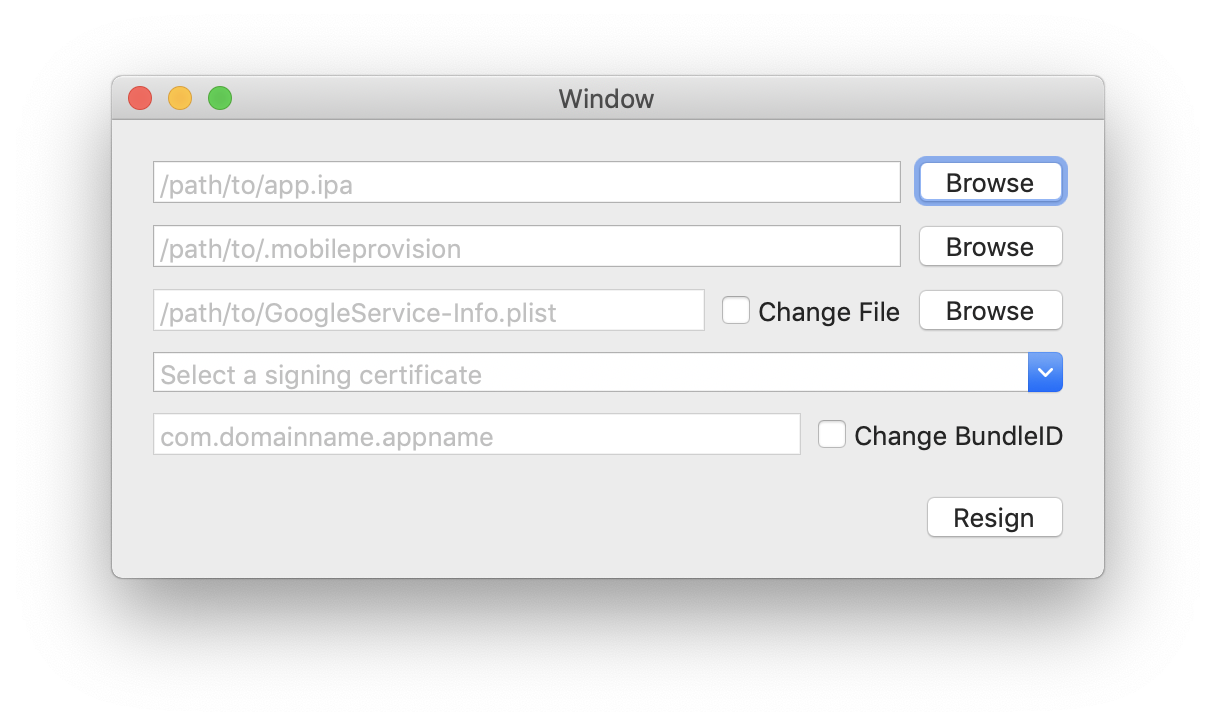 Window
/path/to/app.ipa Browse
/path/to/.mobileprovision Browse
/path/to/GoogleService-Info.plist Change File Browse
Select a signing certificate
com.domainname.appname Change BundleID
Resign